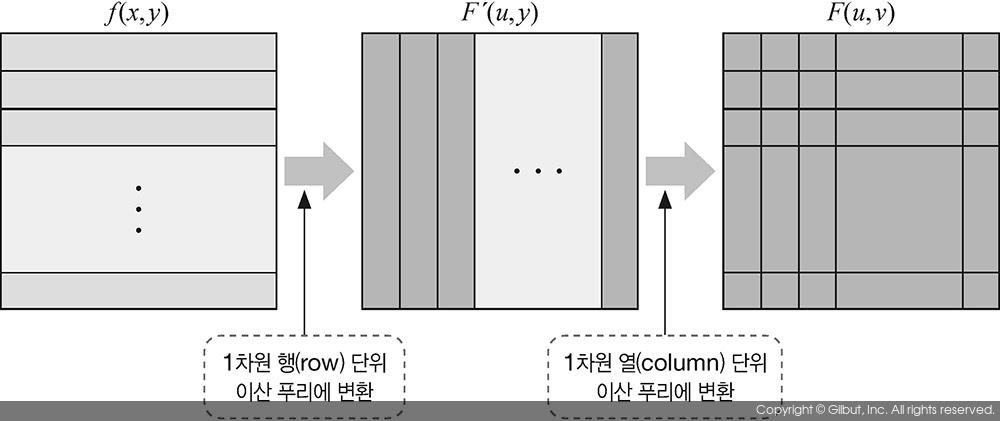 f(x,y)
F´(u,y)
F(u,v)
1차원 행(row) 단위
이산 푸리에 변환
1차원 열(column) 단위
이산 푸리에 변환
Copyright © Gilbut, Inc. All rights reserved.